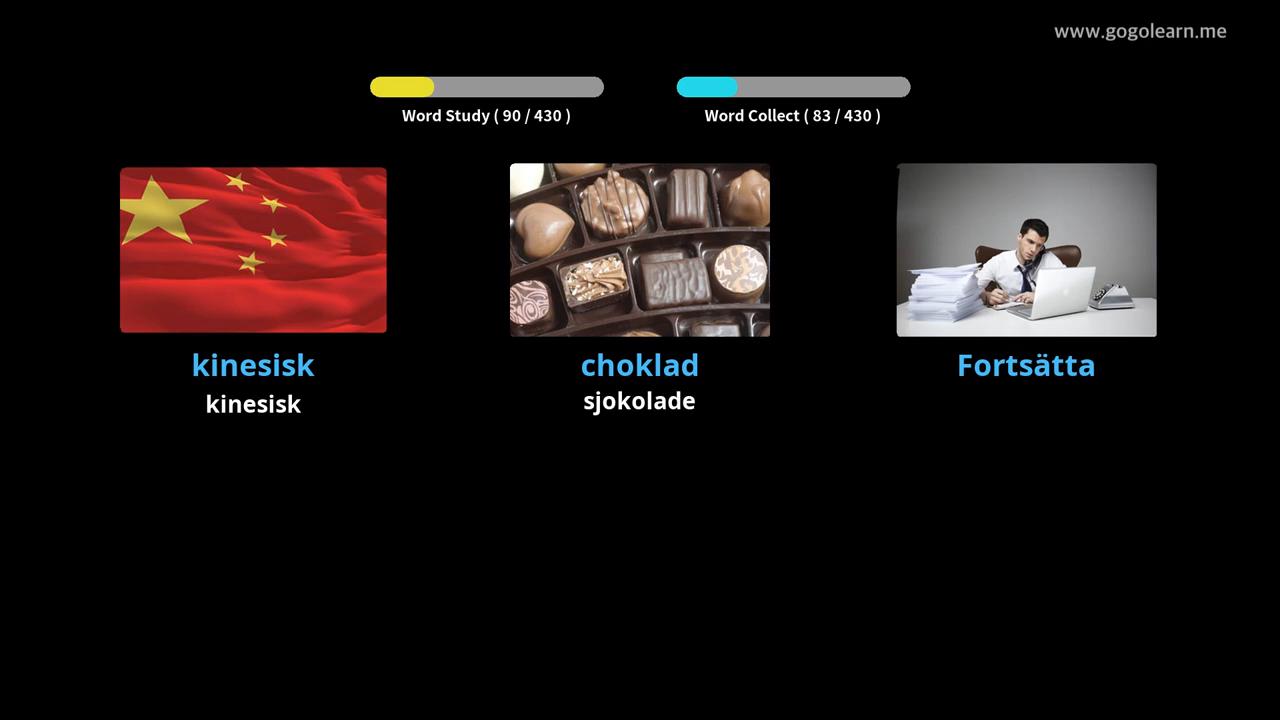 www.gogolearn.me
Word Study ( 90 / 430 )
Word Collect ( 83 / 430 )
kinesisk
kinesisk
choklad
sjokolade
Fortsätta